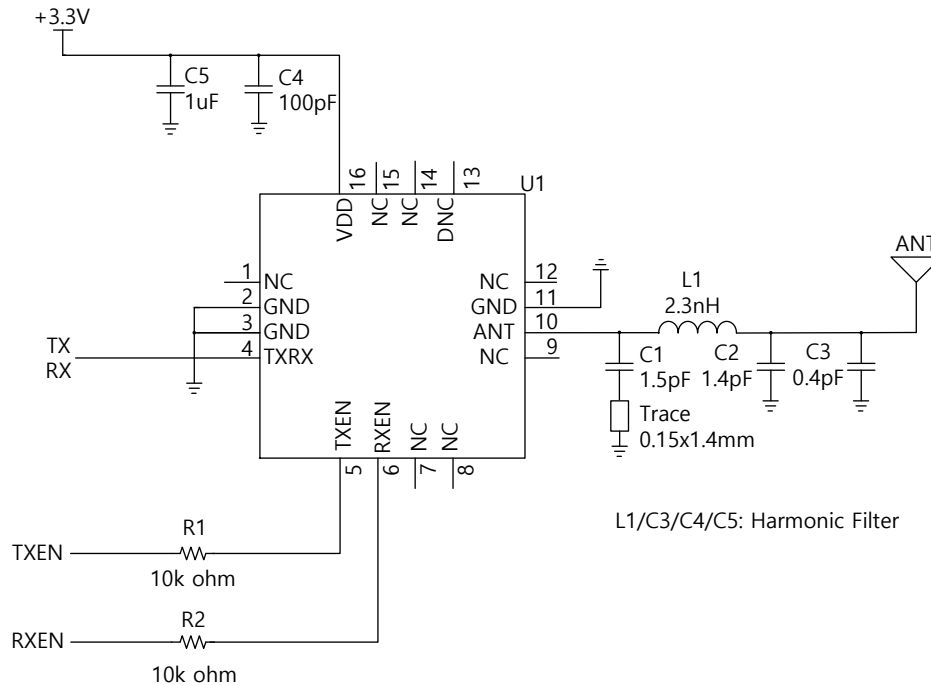 +3.3V
C5
1uF
C4
100pF
16
15
14
13
U1
VDD
NC
NC
DNC
1
NC
2
GND
3
GND
4
TXRX
TX
RX
NC
12
GND
11
ANT
10
NC
9
ANT
L1
2.3nH
C1
1.5pF
C2
1.4pF
C3
0.4pF
Trace
0.15x1.4mm
TXEN
RXEN
NC
NC
5
6
7
8
L1/C3/C4/C5: Harmonic Filter
R1
TXEN
10k ohm
R2
RXEN
10k ohm